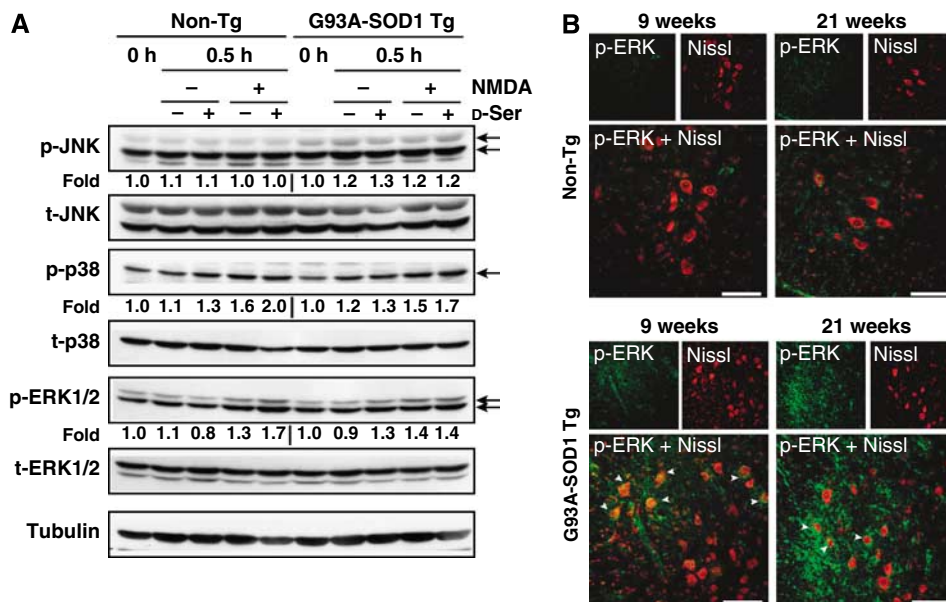 A
Non-Tg G93A-SOD1 Tg
0 h 0.5 h 0 h 0.5 h
− + − + NMDA
− + − + − + − + D-Ser
p-JNK
Fold 1.0 1.1 1.1 1.0 1.0 1.0 1.2 1.3 1.2 1.2
t-JNK
p-p38
Fold 1.0 1.1 1.3 1.6 2.0 1.0 1.2 1.3 1.5 1.7
t-p38
p-ERK1/2
Fold 1.0 1.1 0.8 1.3 1.7 1.0 0.9 1.3 1.4 1.4
t-ERK1/2
Tubulin
B
9 weeks 21 weeks
p-ERK Nissl p-ERK Nissl
p-ERK + Nissl p-ERK + Nissl
Non-Tg
9 weeks 21 weeks
p-ERK Nissl p-ERK Nissl
p-ERK + Nissl p-ERK + Nissl
G93A-SOD1 Tg